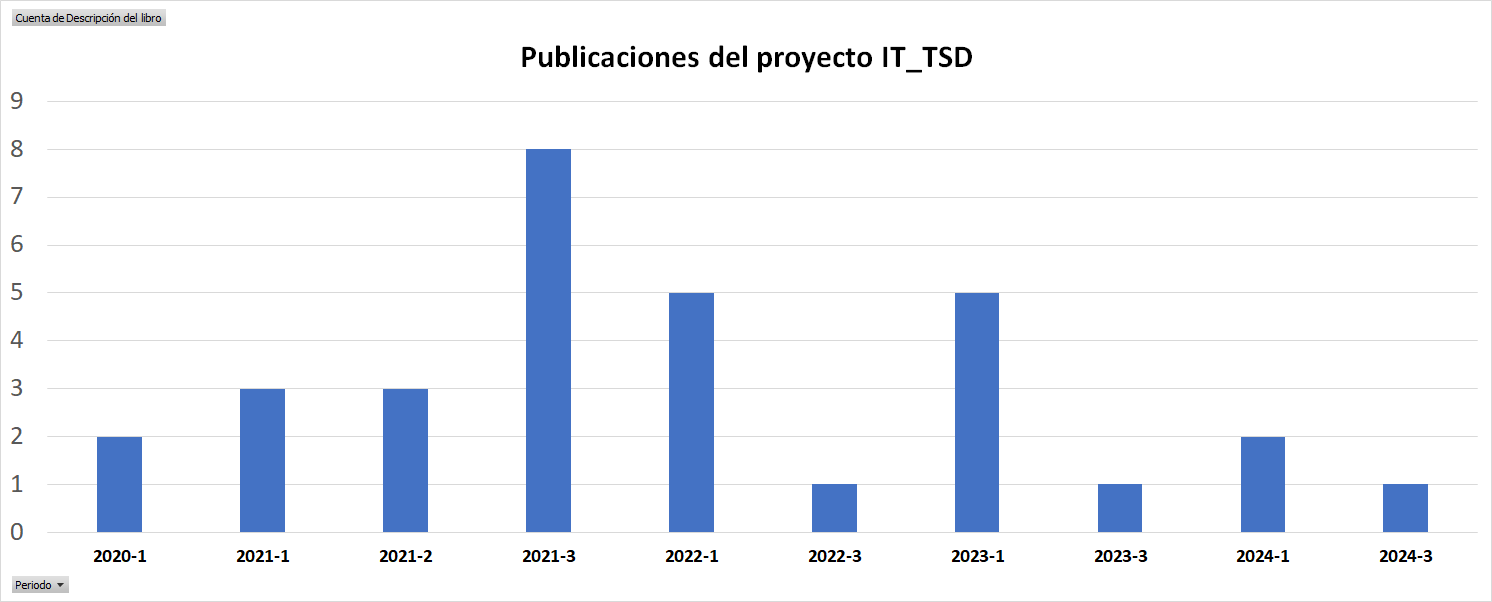 Cuenta de Descripción del libro
Publicaciones del proyecto IT_TSD
9
8
7
6
5
4
3
2
1
0
2020-1 2021-1 2021-2 2021-3 2022-1 2022-3 2023-1 2023-3 2024-1 2024-3
Periodo